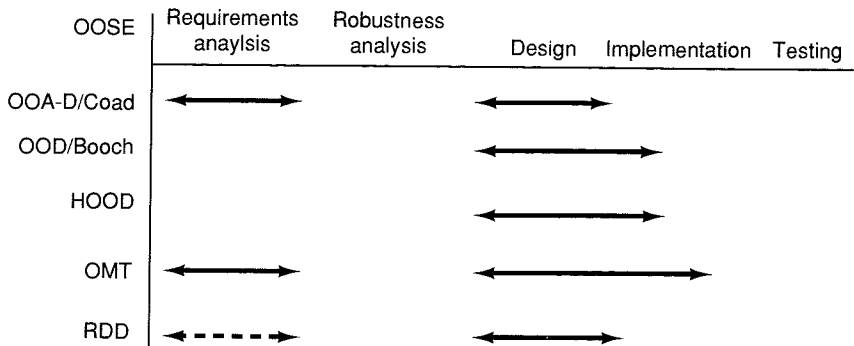 OOSE
Requirements
anaylsis
Robustness
analysis
Design
Implementation
Testing
OOA-D/Coad
OOD/Booch
HOOD
OMT
RDD